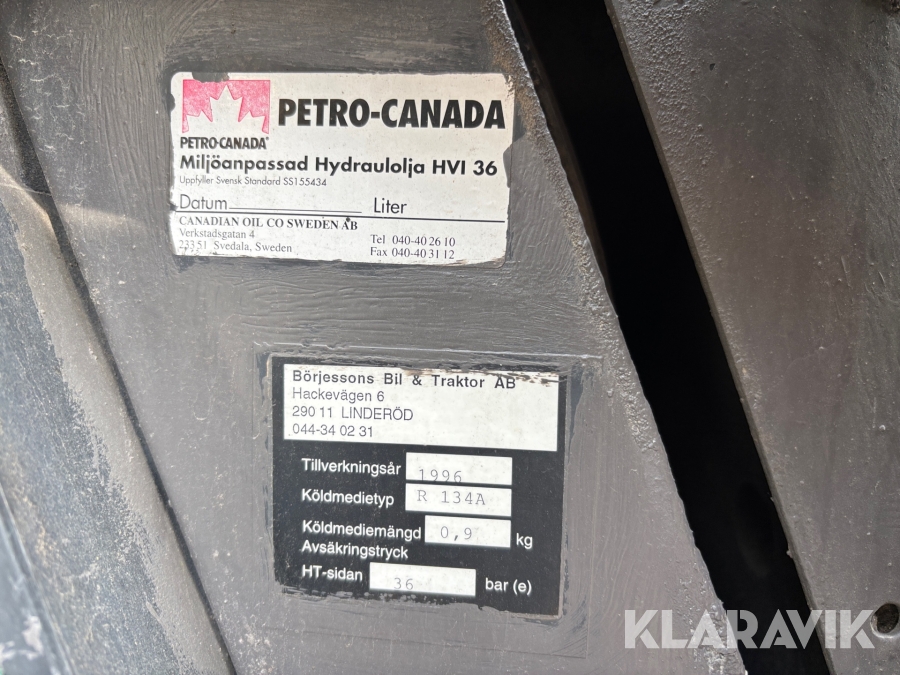 PETRO-CANADA
PETRO-CANADA®
Miljöanpassad Hydraulolja HVI 36
Uppfyller Svensk Standard SS155434
Datum Liter
CANADIAN OIL CO SWEDEN AB
Verkstadsgatan 4
233 51 Svedala, Sweden
Tel 040-40 26 10
Fax 040-40 31 12
Börjessons Bil & Traktor AB
Hackevägen 6
290 11 LINDERÖD
044-34 02 31
Tillverkningsår 1996
Köldmedietyp R 134A
Köldmediemängd 0,9 kg
Avsäkringstryck
HT-sidan 36 bar (e)
KLARAVIK